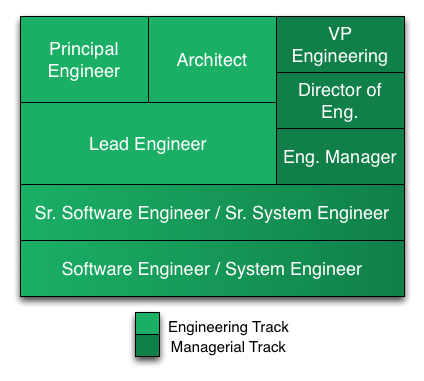 Principal
Engineer
Architect
VP
Engineering
Director of
Eng.
Lead Engineer
Eng. Manager
Sr. Software Engineer / Sr. System Engineer
Software Engineer / System Engineer
Engineering Track
Managerial Track